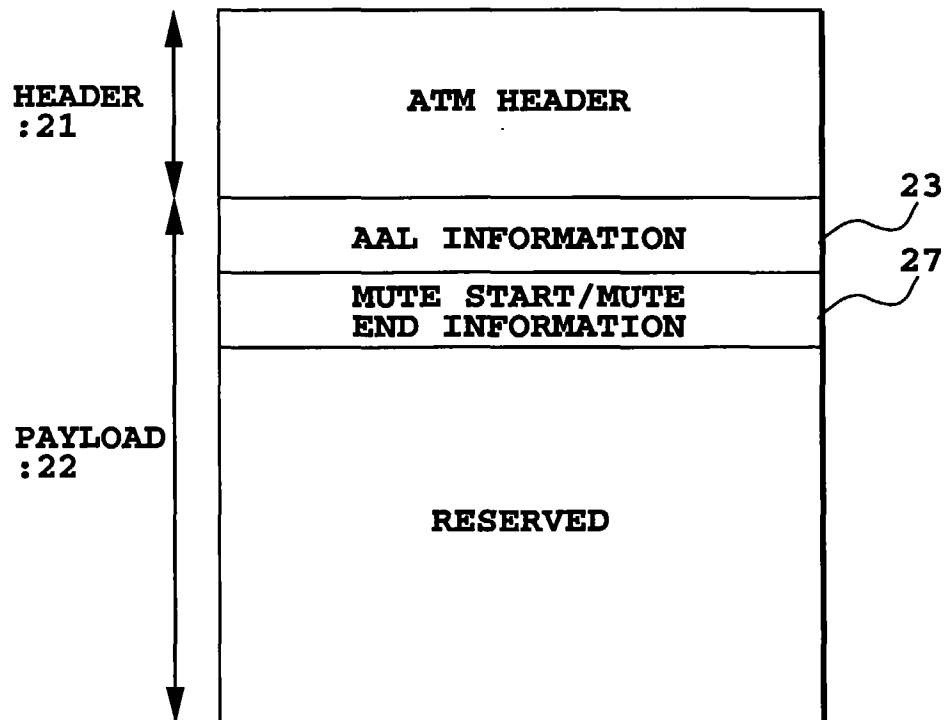 HEADER
:21
ATM HEADER
23
AAL INFORMATION
27
MUTE START/MUTE
END INFORMATION
PAYLOAD
:22
RESERVED